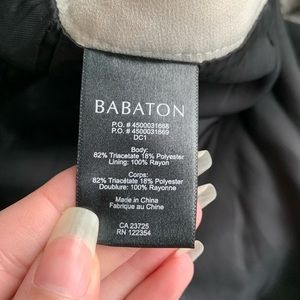 BABATON
P.O. # 4500031668
P.O. # 4500031669
DC1
Body:
82% Triacetate 18% Polyester
Lining: 100% Rayon
Corps:
82% Triacetate 18% Polyester
Doublure: 100% Rayonne
Made in China
Fabrique au Chine
CA 23725
RN 122354